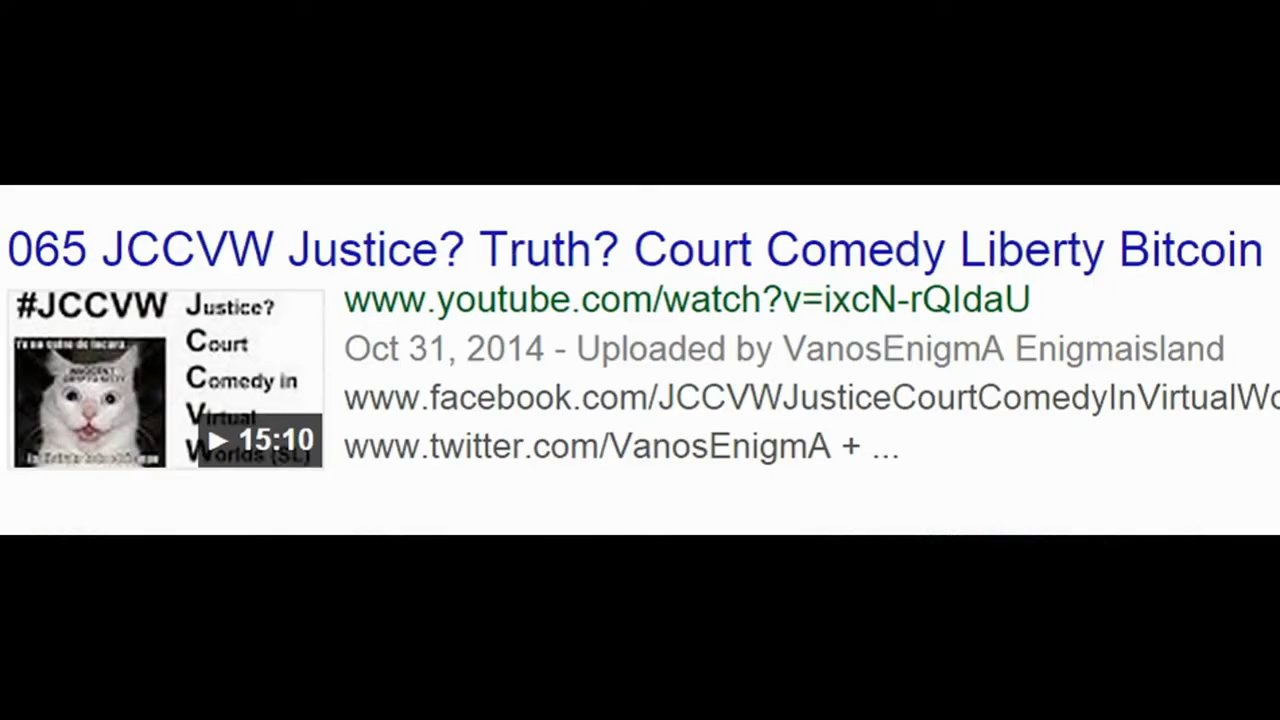 065 JCCVW Justice? Truth? Court Comedy Liberty Bitcoin
#JCCVW
Justice?
Court
Comedy in
Virtual
Worlds (SL)
15:10
www.youtube.com/watch?v=ixcN-rQIdaU
Oct 31, 2014 - Uploaded by VanosEnigmA Enigmaisland
www.facebook.com/JCCVWJusticeCourtComedyInVirtualWo
www.twitter.com/VanosEnigmA + ...